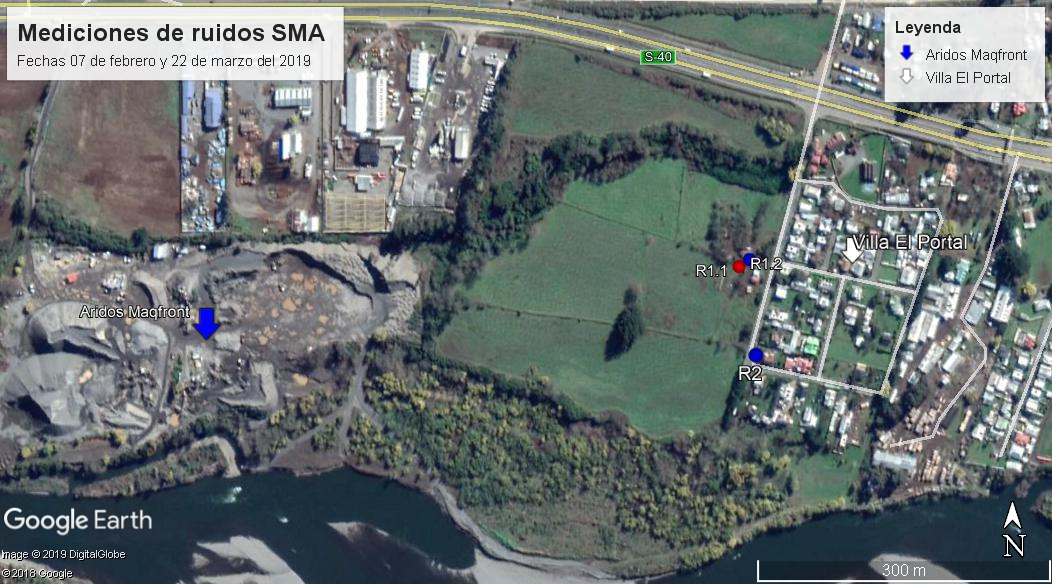 Mediciones de ruidos SMA
Fechas 07 de febrero y 22 de marzo del 2019
Leyenda
Aridos Maqfront
Villa El Portal
S-40
Villa El Portal
R1.1
R1.2
Aridos Maqfront
R2
Google Earth
Image © 2019 DigitalGlobe
©2018 Google
N
300 m